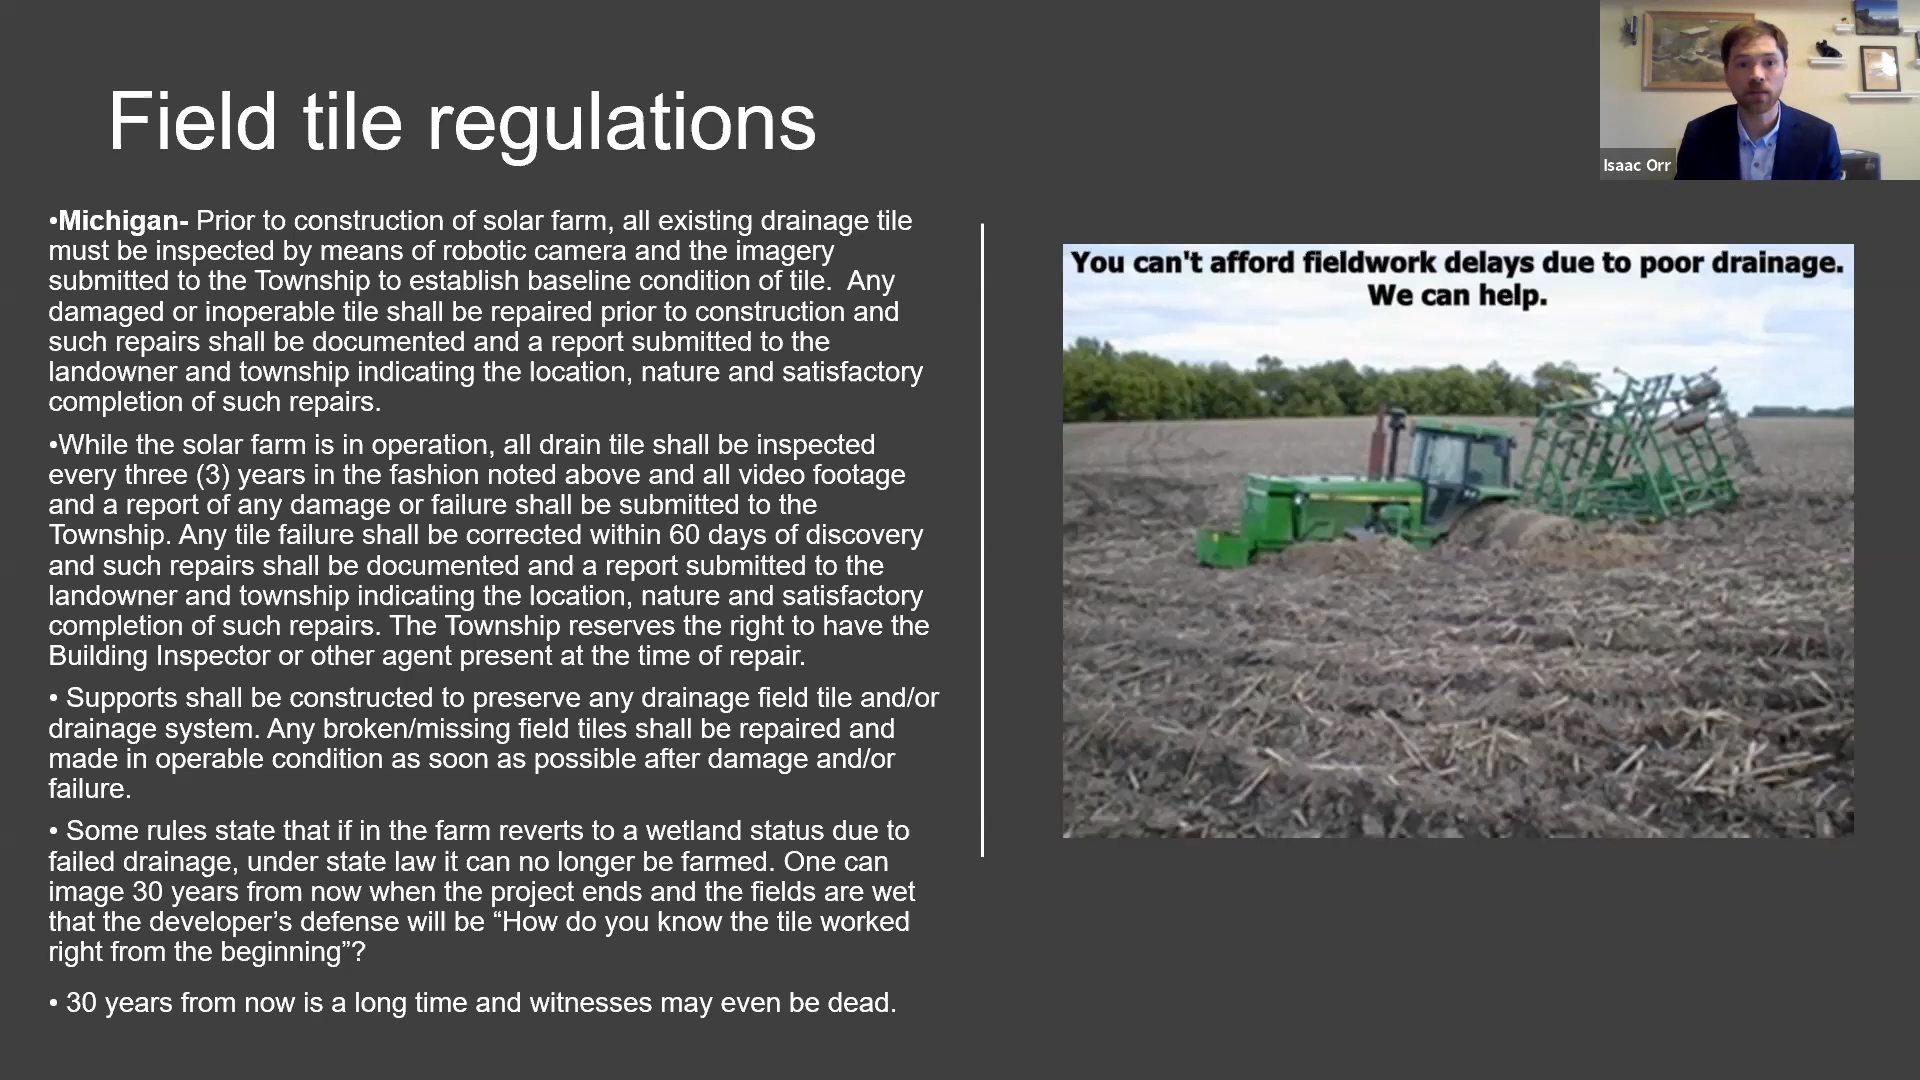 Field tile regulations
Isaac Orr
•Michigan- Prior to construction of solar farm, all existing drainage tile
must be inspected by means of robotic camera and the imagery
submitted to the Township to establish baseline condition of tile.  Any
damaged or inoperable tile shall be repaired prior to construction and
such repairs shall be documented and a report submitted to the
landowner and township indicating the location, nature and satisfactory
completion of such repairs.
•While the solar farm is in operation, all drain tile shall be inspected
every three (3) years in the fashion noted above and all video footage
and a report of any damage or failure shall be submitted to the
Township. Any tile failure shall be corrected within 60 days of discovery
and such repairs shall be documented and a report submitted to the
landowner and township indicating the location, nature and satisfactory
completion of such repairs. The Township reserves the right to have the
Building Inspector or other agent present at the time of repair.
• Supports shall be constructed to preserve any drainage field tile and/or
drainage system. Any broken/missing field tiles shall be repaired and
made in operable condition as soon as possible after damage and/or
failure.
• Some rules state that if in the farm reverts to a wetland status due to
failed drainage, under state law it can no longer be farmed. One can
image 30 years from now when the project ends and the fields are wet
that the developer’s defense will be “How do you know the tile worked
right from the beginning”?
• 30 years from now is a long time and witnesses may even be dead.
You can't afford fieldwork delays due to poor drainage.
We can help.